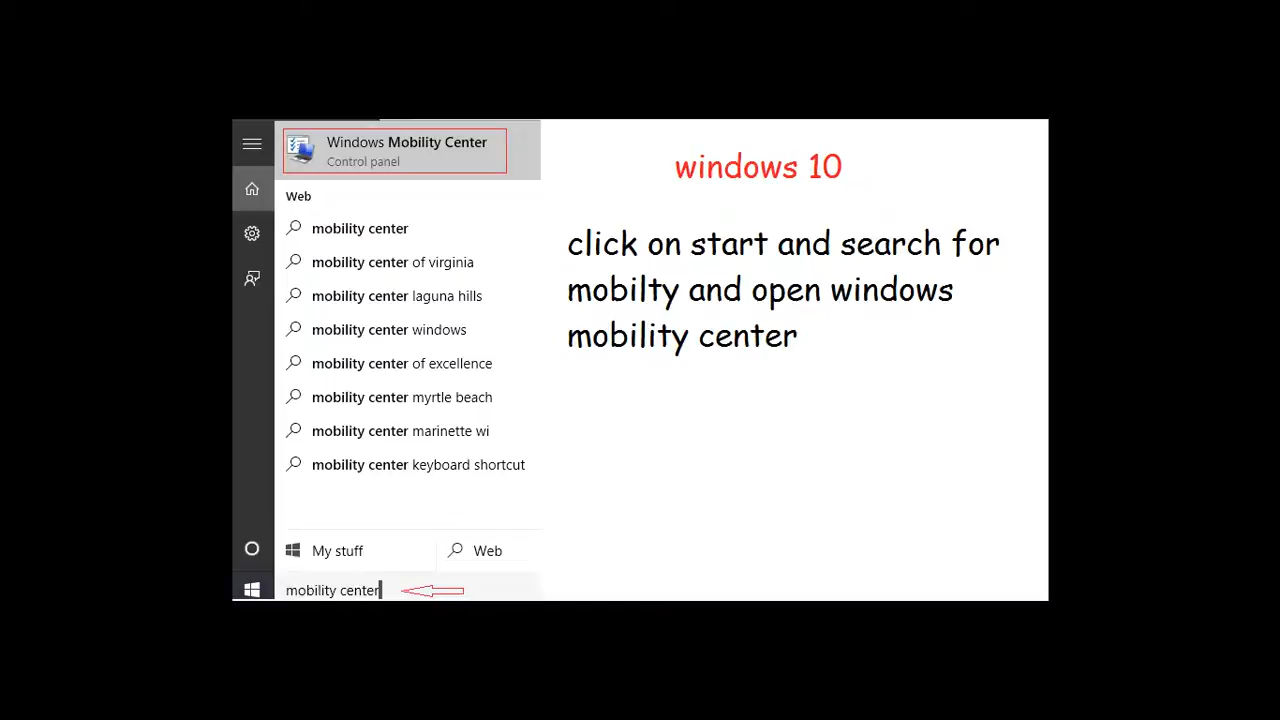 Windows Mobility Center
Control panel
Web
mobility center
mobility center of virginia
mobility center laguna hills
mobility center windows
mobility center of excellence
mobility center myrtle beach
mobility center marinette wi
mobility center keyboard shortcut
My stuff
Web
mobility center
windows 10
click on start and search for
mobilty and open windows
mobility center